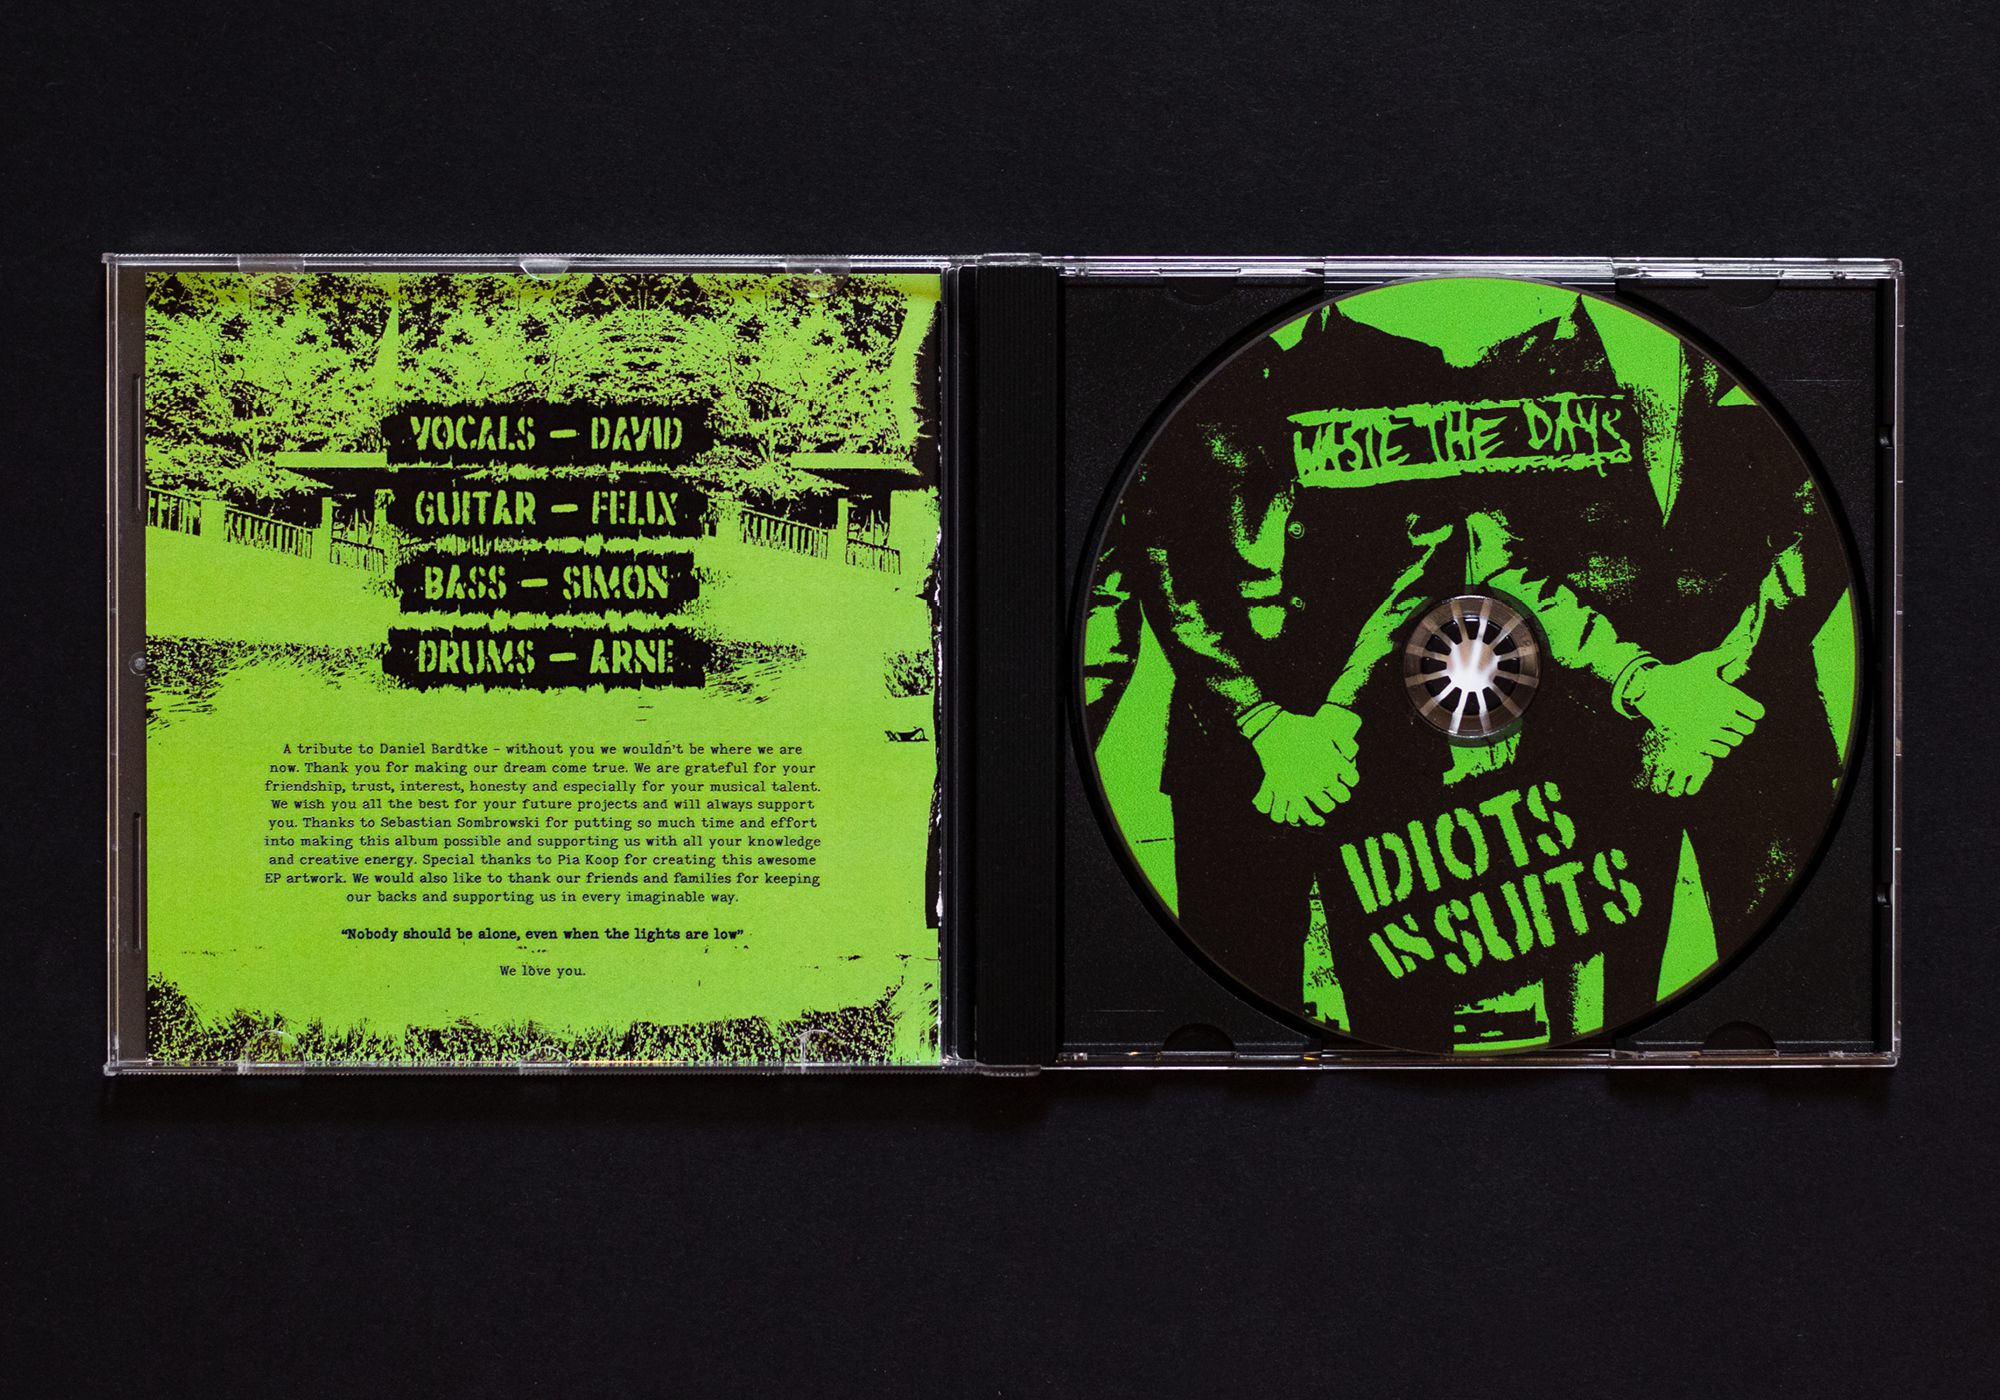 VOCALS – DAVID
GUITAR – FELIX
BASS – SIMON
DRUMS – ARNE
A tribute to Daniel Bardtke – without you we wouldn't be where we are
now. Thank you for making our dream come true. We are grateful for your
friendship, trust, interest, honesty and especially for your musical talent.
We wish you all the best for your future projects and will always support
you. Thanks to Sebastian Sombrowski for putting so much time and effort
into making this album possible and supporting us with all your knowledge
and creative energy. Special thanks to Pia Koop for creating this awesome
EP artwork. We would also like to thank our friends and families for keeping
our backs and supporting us in every imaginable way.
“Nobody should be alone, even when the lights are low”
We love you.
WASTE THE DAYS
IDIOTS
IN SUITS